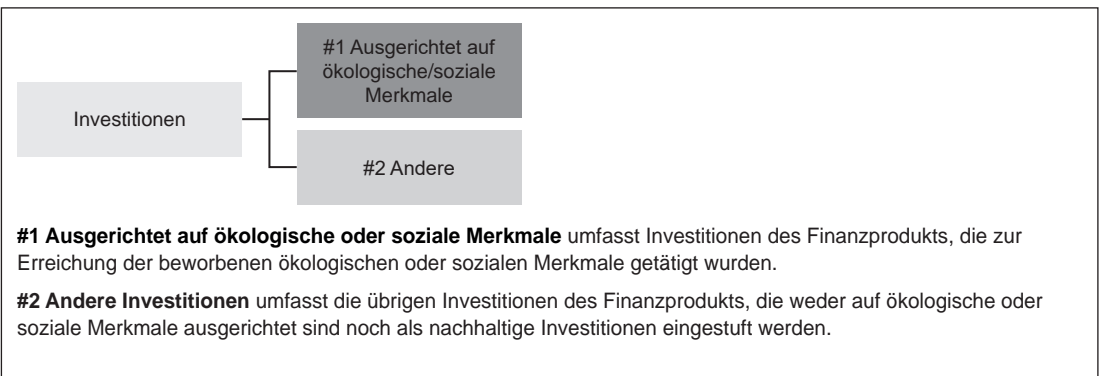 #1 Ausgerichtet auf
ökologische/soziale
Merkmale
Investitionen
#2 Andere
#1 Ausgerichtet auf ökologische oder soziale Merkmale umfasst Investitionen des Finanzprodukts, die zur
Erreichung der beworbenen ökologischen oder sozialen Merkmale getätigt wurden.
#2 Andere Investitionen umfasst die übrigen Investitionen des Finanzprodukts, die weder auf ökologische oder
soziale Merkmale ausgerichtet sind noch als nachhaltige Investitionen eingestuft werden.